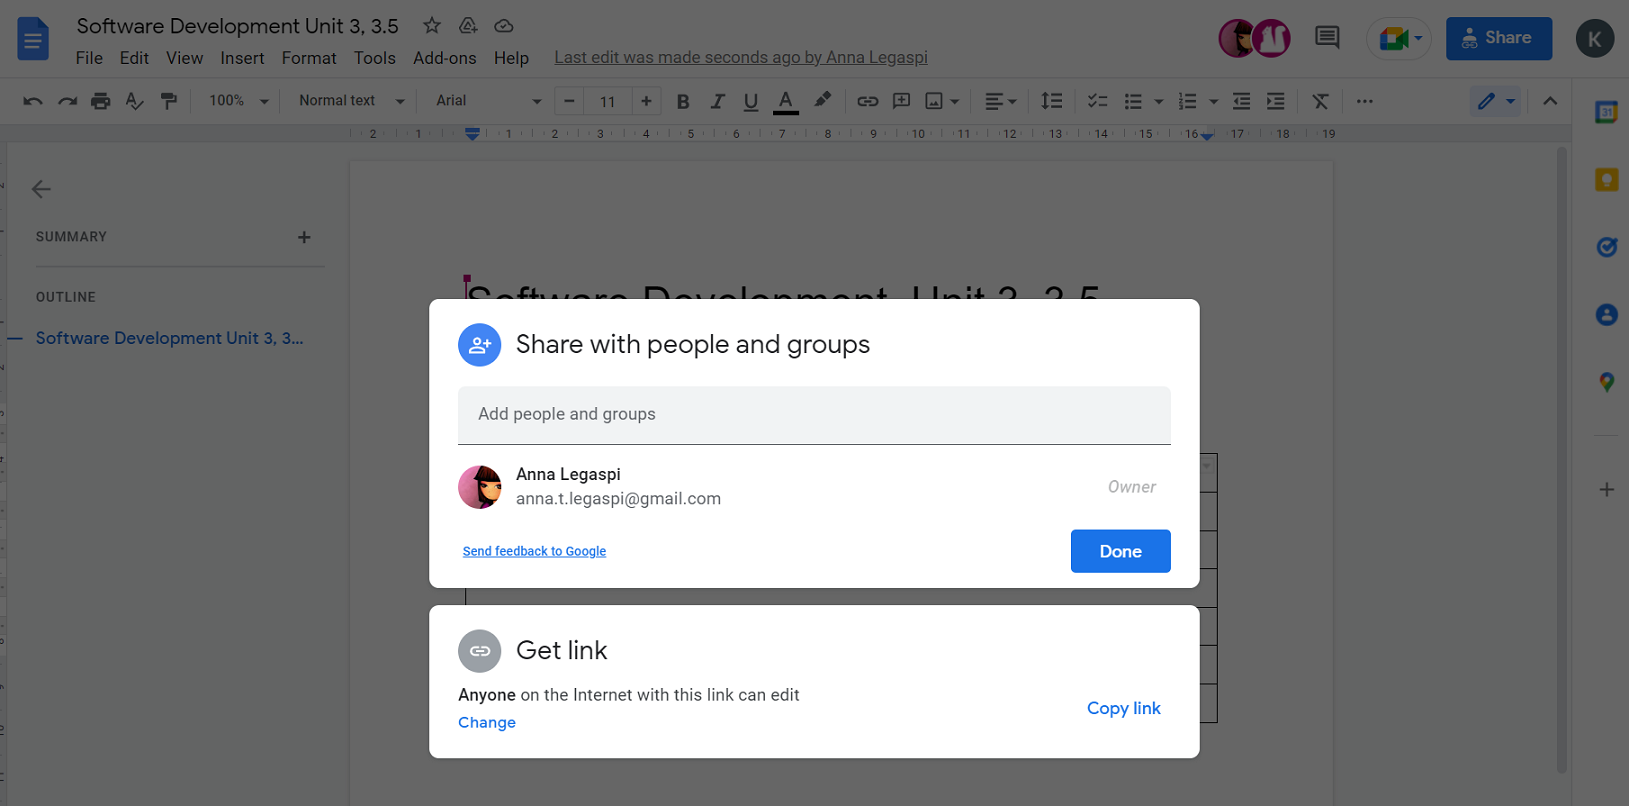 Software Development Unit 3, 3.5
File Edit View Insert Format Tools Add-ons Help Last edit was made seconds ago by Anna Legaspi
Share
K
100% Normal text Arial − 11 + B I U A
2 1 1 2 3 4 5 6 7 8 9 10 11 12 13 14 15 16 17 18 19
31
SUMMARY +
OUTLINE
Software Development Unit 3, 3...
Software Development Unit 3, 3.5
Share with people and groups
Add people and groups
Anna Legaspi
anna.t.legaspi@gmail.com
Owner
Send feedback to Google
Done
Get link
Anyone on the Internet with this link can edit
Change
Copy link